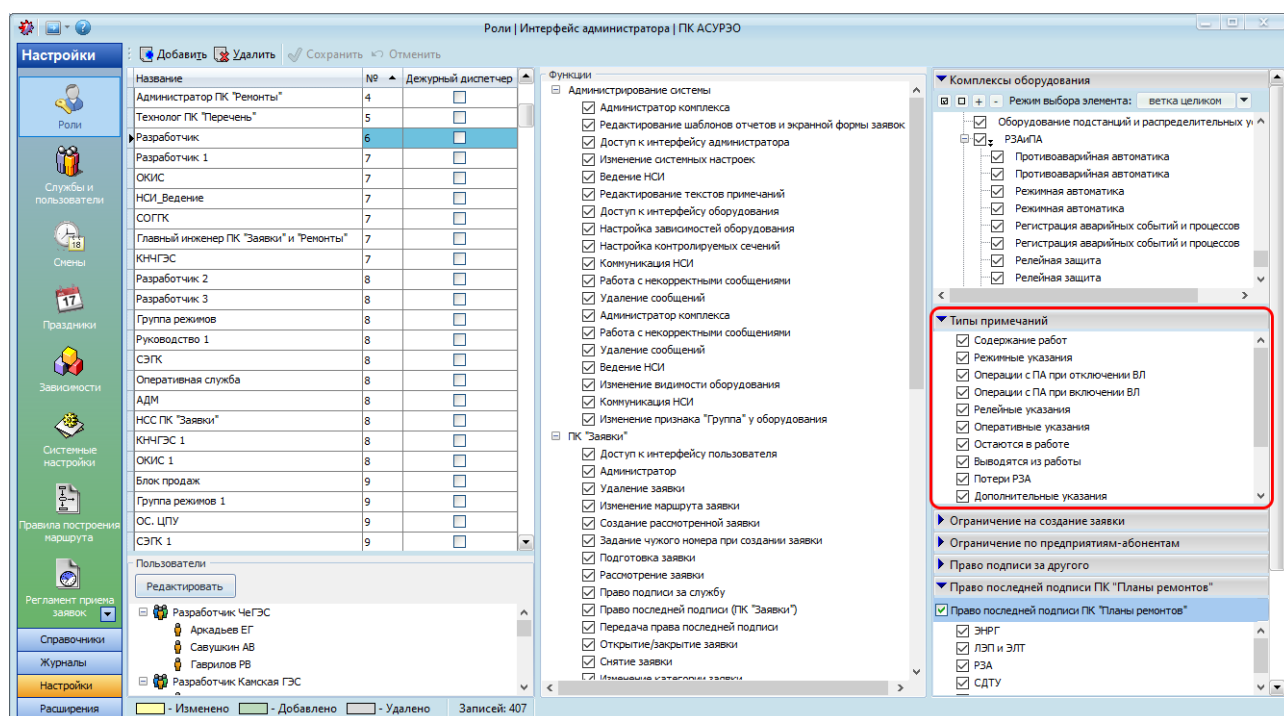 Роли | Интерфейс администратора | ПК АСУРЭО
Настройки
Добавить Удалить Сохранить Отменить
Роли
Службы и
пользователи
18
Смены
17
Праздники
Зависимости
Системные
настройки
Правила построения
маршрута
Регламент приема
заявок
Справочники
Журналы
Настройки
Расширения
Название № Дежурный диспетчер
Администратор ПК "Ремонты" 4
Технолог ПК "Перечень" 5
Разработчик 6
Разработчик 1 7
ОКИС 7
НСИ_Ведение 7
СОГГК 7
Главный инженер ПК "Заявки" и "Ремонты" 7
КНЧГЭС 7
Разработчик 2 8
Разработчик 3 8
Группа режимов 8
Руководство 1 8
СЭГК 8
Оперативная служба 8
АДМ 8
НСС ПК "Заявки" 8
КНЧГЭС 1 8
ОКИС 1 8
Блок продаж 9
Группа режимов 1 9
ОС. ЦПУ 9
СЭГК 1 9
Пользователи
Редактировать
Разработчик ЧеГЭС
Аркадьев ЕГ
Савушкин АВ
Гаврилов РВ
Разработчик Камская ГЭС
- Изменено - Добавлено - Удалено Записей: 407
Функции
Администрирование системы
Администратор комплекса
Редактирование шаблонов отчетов и экранной формы заявок
Доступ к интерфейсу администратора
Изменение системных настроек
Ведение НСИ
Редактирование текстов примечаний
Доступ к интерфейсу оборудования
Настройка зависимостей оборудования
Настройка контролируемых сечений
Коммуникация НСИ
Работа с некорректными сообщениями
Удаление сообщений
Администратор комплекса
Работа с некорректными сообщениями
Удаление сообщений
Ведение НСИ
Изменение видимости оборудования
Коммуникация НСИ
Изменение признака "Группа" у оборудования
ПК "Заявки"
Доступ к интерфейсу пользователя
Администратор
Удаление заявки
Изменение маршрута заявки
Создание рассмотренной заявки
Задание чужого номера при создании заявки
Подготовка заявки
Рассмотрение заявки
Право подписи за службу
Право последней подписи (ПК "Заявки")
Передача права последней подписи
Открытие/закрытие заявки
Снятие заявки
Изменение категории заявки
Комплексы оборудования
Режим выбора элемента: ветка целиком
Оборудование подстанций и распределительных у
РЗАиПА
Противоаварийная автоматика
Противоаварийная автоматика
Режимная автоматика
Режимная автоматика
Регистрация аварийных событий и процессов
Регистрация аварийных событий и процессов
Релейная защита
Релейная защита
Типы примечаний
Содержание работ
Режимные указания
Операции с ПА при отключении ВЛ
Операции с ПА при включении ВЛ
Релейные указания
Оперативные указания
Остаются в работе
Выводятся из работы
Потери РЗА
Дополнительные указания
Ограничение на создание заявки
Ограничение по предприятиям-абонентам
Право подписи за другого
Право последней подписи ПК "Планы ремонтов"
Право последней подписи ПК "Планы ремонтов"
ЭНРГ
ЛЭП и ЭЛТ
РЗА
СДТУ